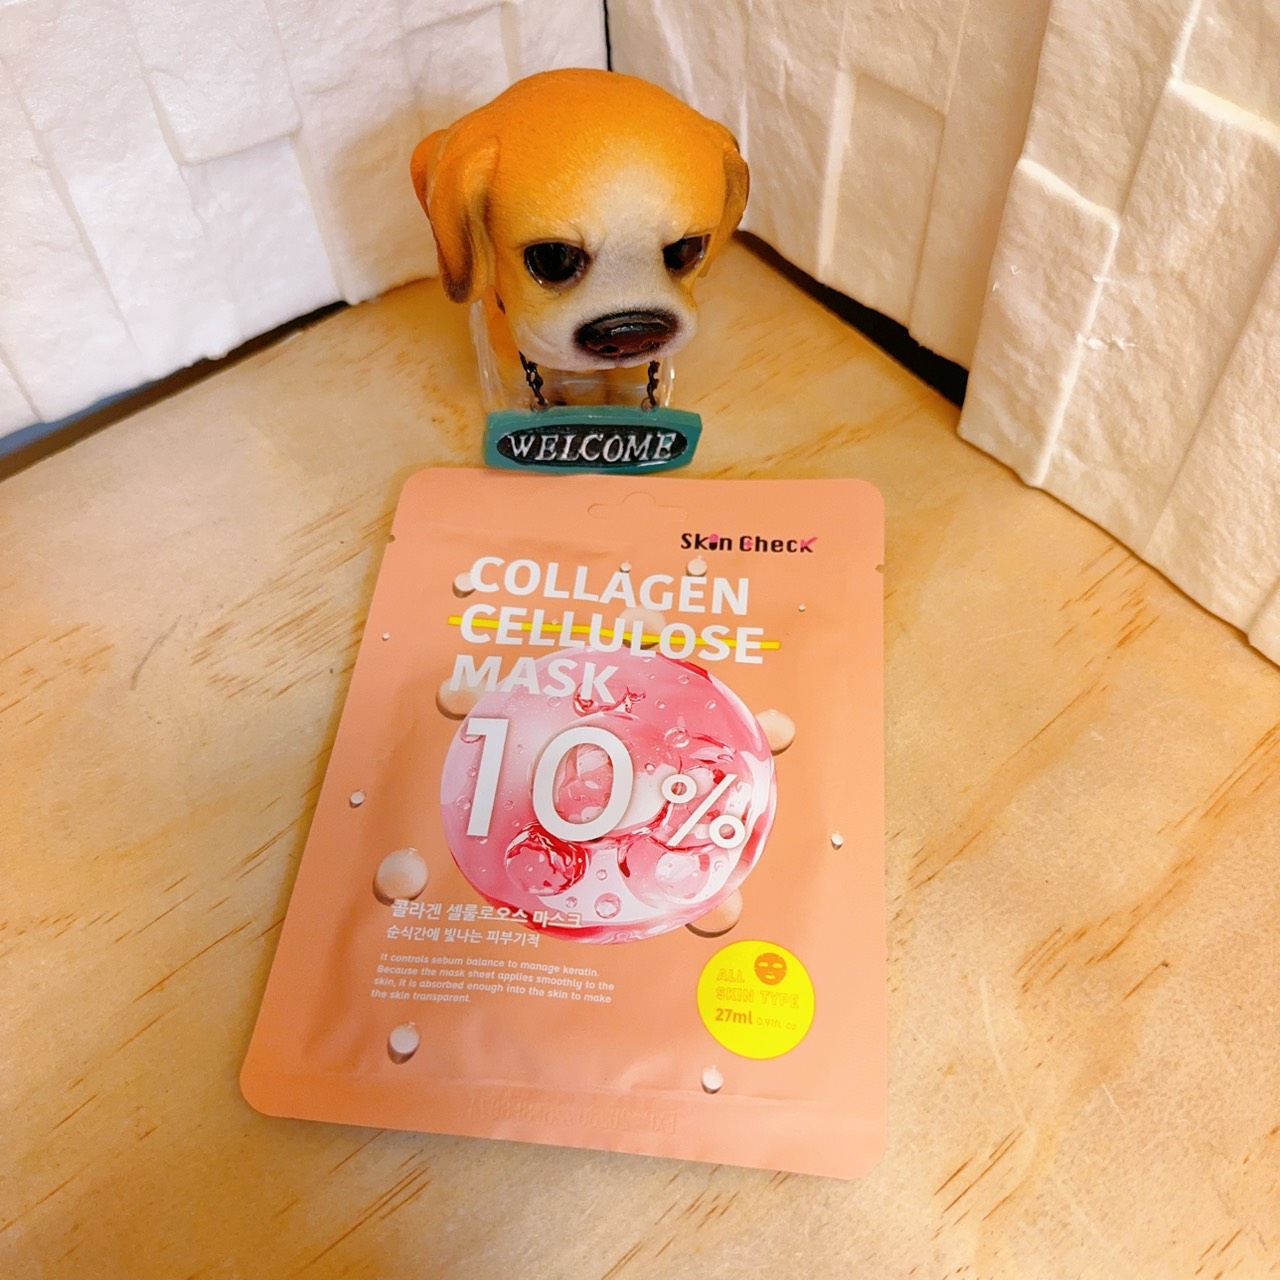 WELCOME
Skin Check
COLLAGEN
CELLULOSE
MASK
10%
콜라겐 셀룰로오스 마스크
순식간에 빛나는 피부기적
It controls sebum balance to manage keratin.
Because the mask sheet applies smoothly to the
skin, it is absorbed enough into the skin to make
the skin transparent.
ALL
SKIN TYPE
27ml 0.91fl. oz